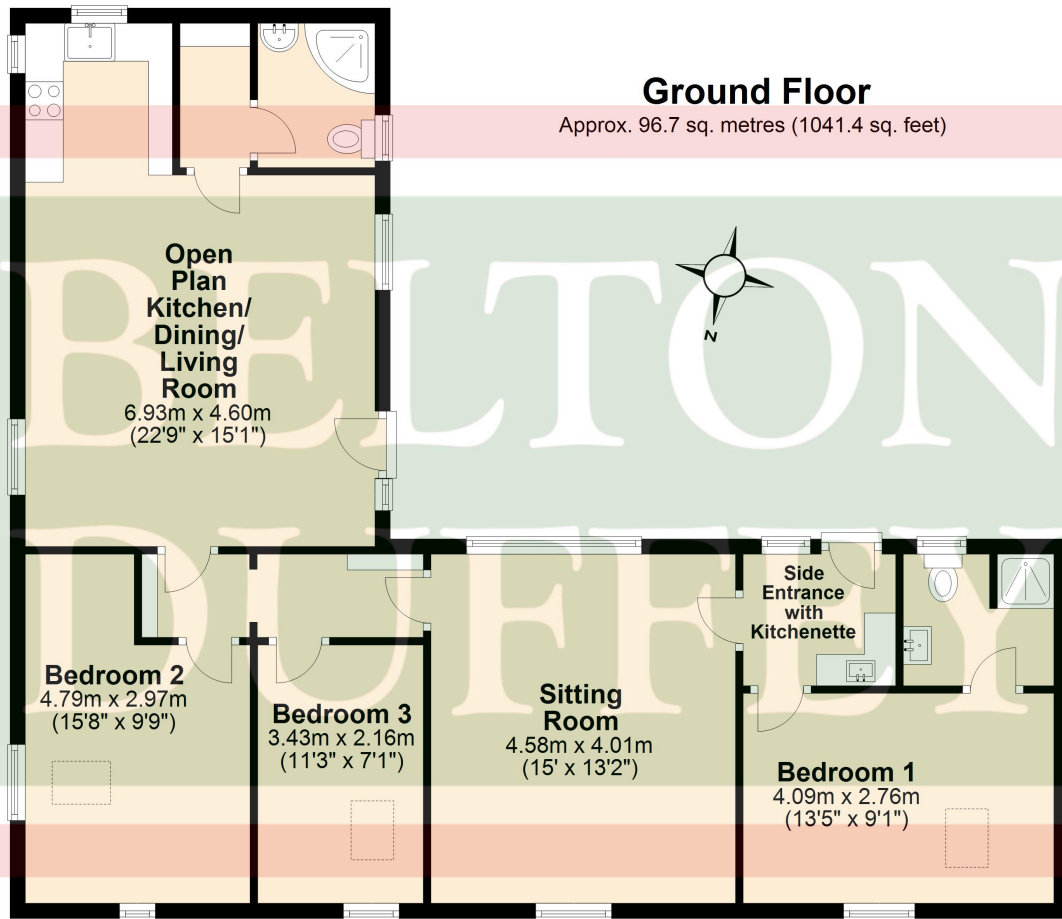 Ground Floor
Approx. 96.7 sq. metres (1041.4 sq. feet)
Open
Plan
Kitchen/
Dining/
Living
Room
6.93m x 4.60m
(22'9" x 15'1")
N
BELTON
DUFFEY
Side
Entrance
with
Kitchenette
Bedroom 2
4.79m x 2.97m
(15'8" x 9'9")
Bedroom 3
3.43m x 2.16m
(11'3" x 7'1")
Sitting
Room
4.58m x 4.01m
(15' x 13'2")
Bedroom 1
4.09m x 2.76m
(13'5" x 9'1")